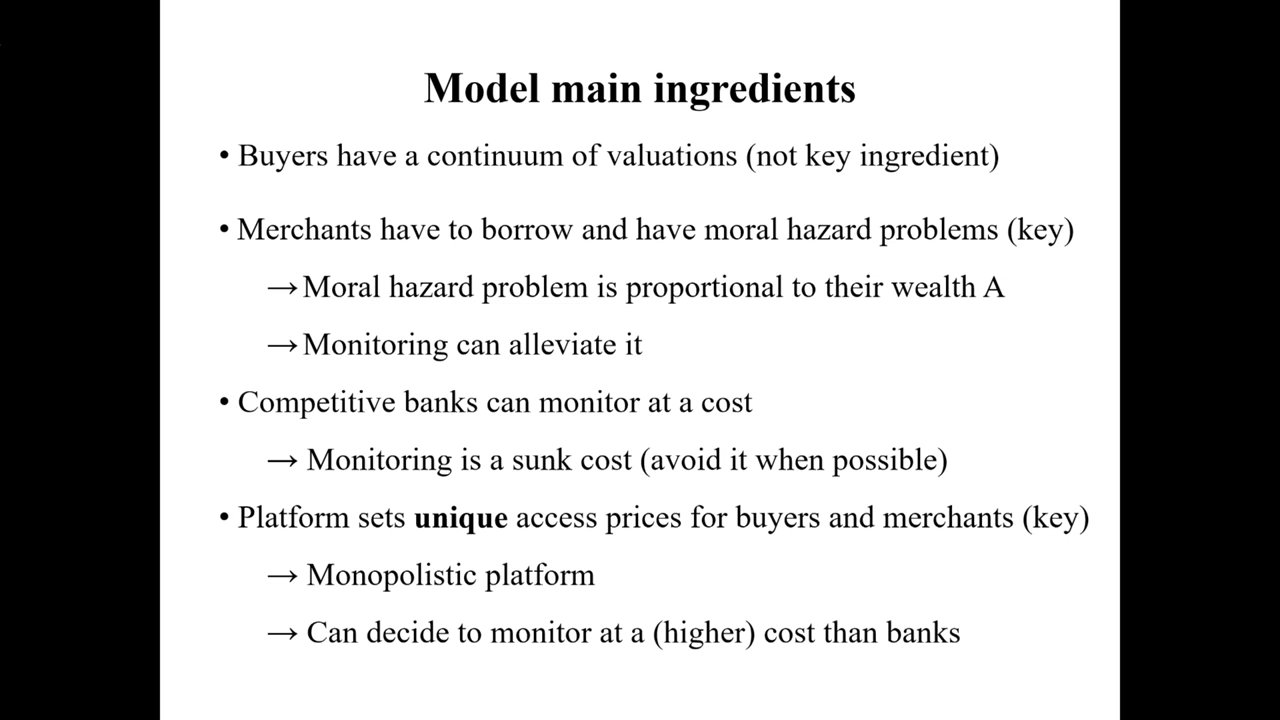 Model main ingredients
• Buyers have a continuum of valuations (not key ingredient)
• Merchants have to borrow and have moral hazard problems (key)
→ Moral hazard problem is proportional to their wealth A
→ Monitoring can alleviate it
• Competitive banks can monitor at a cost
→ Monitoring is a sunk cost (avoid it when possible)
• Platform sets unique access prices for buyers and merchants (key)
→ Monopolistic platform
→ Can decide to monitor at a (higher) cost than banks